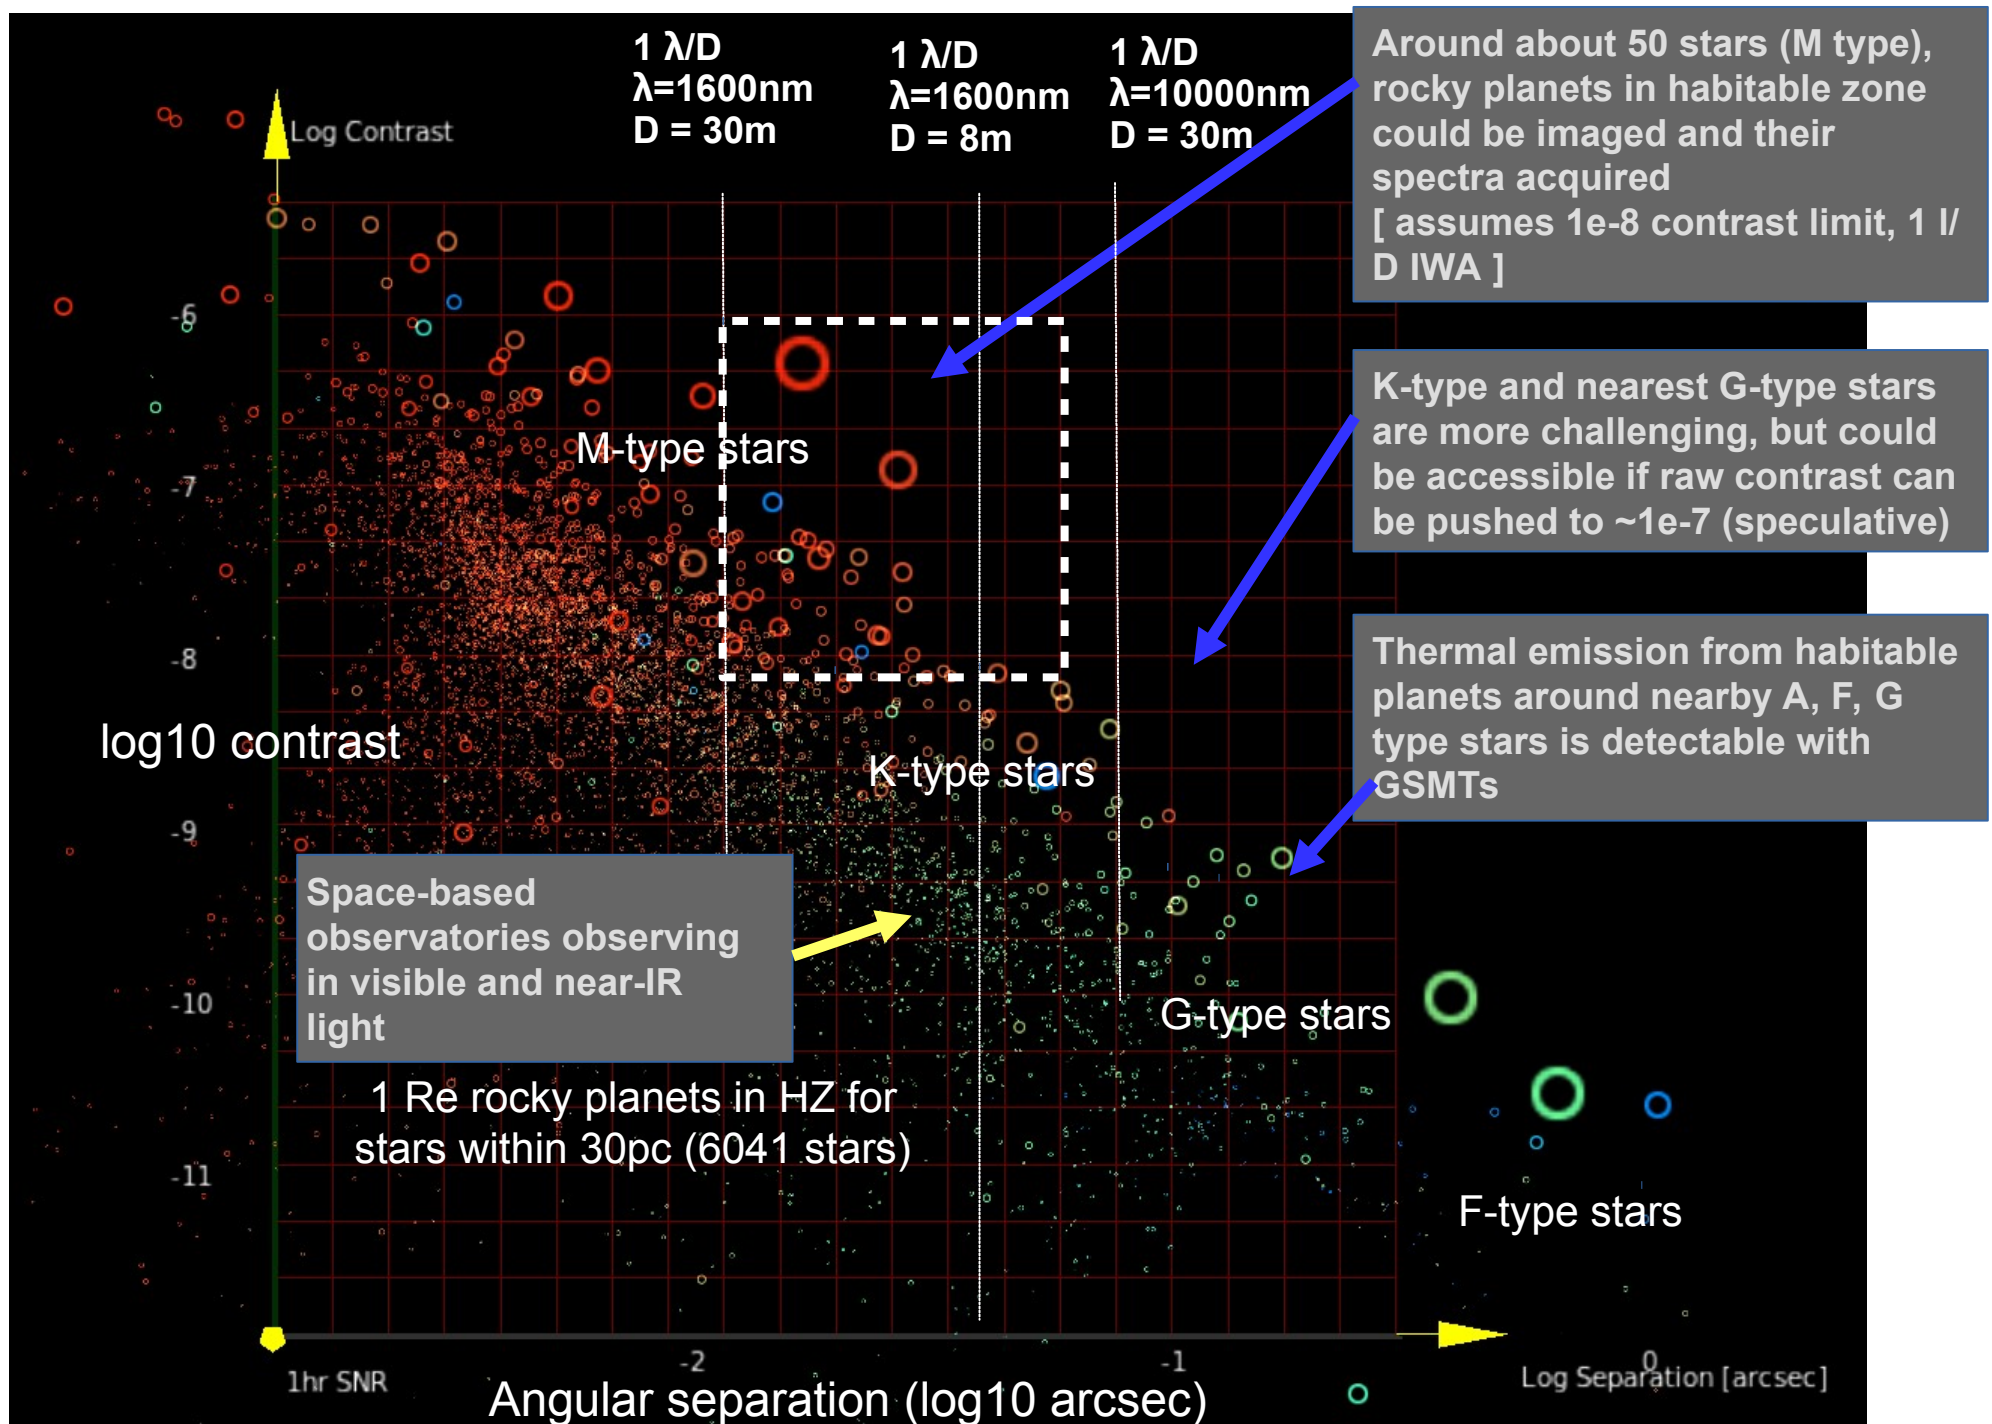 1 λ/D
λ=1600nm
D = 30m
1 λ/D
λ=1600nm
D = 8m
1 λ/D
λ=10000nm
D = 30m
Around about 50 stars (M type),
rocky planets in habitable zone
could be imaged and their
spectra acquired
[ assumes 1e-8 contrast limit, 1 l/
D IWA ]
Log Contrast
-6
K-type and nearest G-type stars
are more challenging, but could
be accessible if raw contrast can
be pushed to ~1e-7 (speculative)
M-type stars
-7
-8
Thermal emission from habitable
planets around nearby A, F, G
type stars is detectable with
GSMTs
log10 contrast
K-type stars
-9
Space-based
observatories observing
in visible and near-IR
light
-10
G-type stars
1 Re rocky planets in HZ for
stars within 30pc (6041 stars)
-11
F-type stars
-2
-1
0
1hr SNR
Log Separation [arcsec]
Angular separation (log10 arcsec)